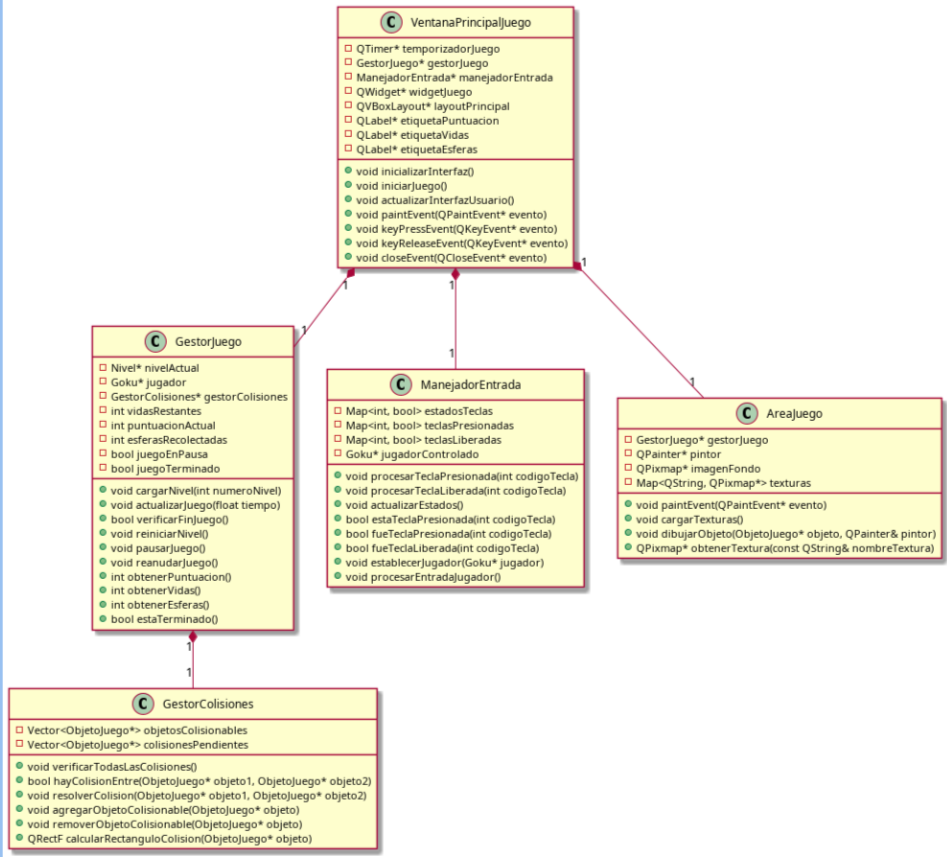 C VentanaPrincipalJuego
QTimer* temporizadorJuego
GestorJuego* gestorJuego
ManejadorEntrada* manejadorEntrada
QWidget* widgetJuego
QVBoxLayout* layoutPrincipal
QLabel* etiquetaPuntuacion
QLabel* etiquetaVidas
QLabel* etiquetaEsferas
void inicializarInterfaz()
void iniciarJuego()
void actualizarInterfazUsuario()
void paintEvent(QPaintEvent* evento)
void keyPressEvent(QKeyEvent* evento)
void keyReleaseEvent(QKeyEvent* evento)
void closeEvent(QCloseEvent* evento)
1
1
1
1
1
1
C GestorJuego
Nivel* nivelActual
Goku* jugador
GestorColisiones* gestorColisiones
int vidasRestantes
int puntuacionActual
int esferasRecolectadas
bool juegoEnPausa
bool juegoTerminado
void cargarNivel(int numeroNivel)
void actualizarJuego(float tiempo)
bool verificarFinJuego()
void reiniciarNivel()
void pausarJuego()
void reanudarJuego()
int obtenerPuntuacion()
int obtenerVidas()
int obtenerEsferas()
bool estaTerminado()
C ManejadorEntrada
Map<int, bool> estadosTeclas
Map<int, bool> teclasPresionadas
Map<int, bool> teclasLiberadas
Goku* jugadorControlado
void procesarTeclaPresionada(int codigoTecla)
void procesarTeclaLiberada(int codigoTecla)
void actualizarEstados()
bool estaTeclaPresionada(int codigoTecla)
bool fueTeclaPresionada(int codigoTecla)
bool fueTeclaLiberada(int codigoTecla)
void establecerJugador(Goku* jugador)
void procesarEntradaJugador()
C AreaJuego
GestorJuego* gestorJuego
QPainter* pintor
QPixmap* imagenFondo
Map<QString, QPixmap*> texturas
void paintEvent(QPaintEvent* evento)
void cargarTexturas()
void dibujarObjeto(ObjetoJuego* objeto, QPainter& pintor)
QPixmap* obtenerTextura(const QString& nombreTextura)
1
1
C GestorColisiones
Vector<ObjetoJuego*> objetosColisionables
Vector<ObjetoJuego*> colisionesPendientes
void verificarTodasLasColisiones()
bool hayColisionEntre(ObjetoJuego* objeto1, ObjetoJuego* objeto2)
void resolverColision(ObjetoJuego* objeto1, ObjetoJuego* objeto2)
void agregarObjetoColisionable(ObjetoJuego* objeto)
void removerObjetoColisionable(ObjetoJuego* objeto)
QRectF calcularRectanguloColision(ObjetoJuego* objeto)